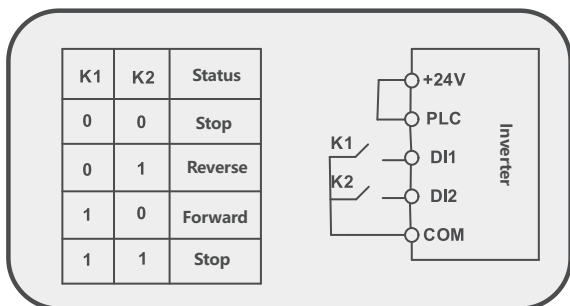 K1 K2 Status
0 0 Stop
0 1 Reverse
1 0 Forward
1 1 Stop
+24V
PLC
K1
DI1
K2
DI2
COM
Inverter